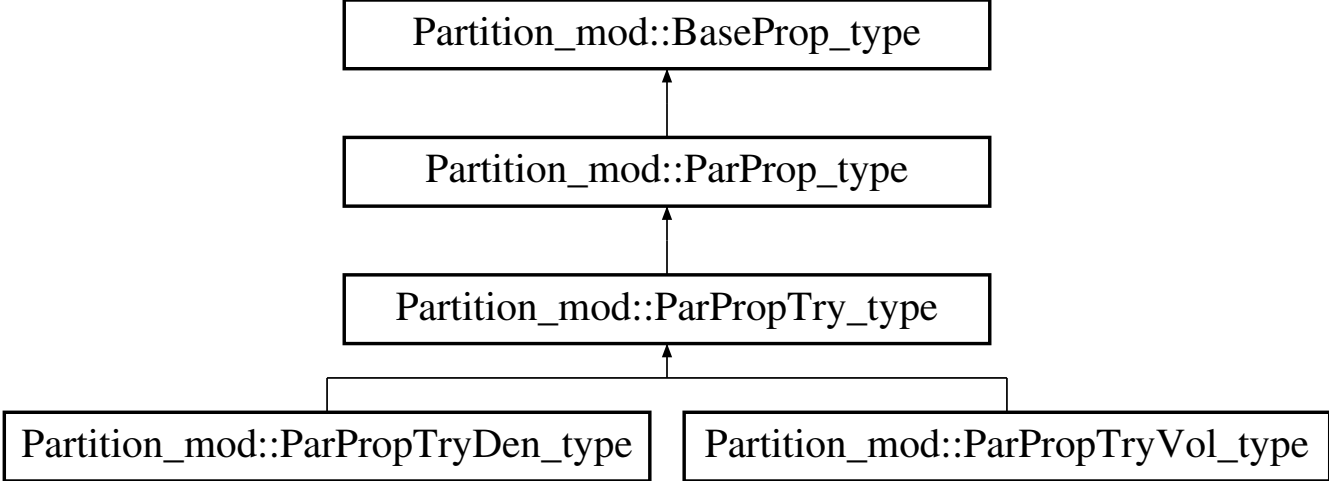 Partition_mod::BaseProp_type
Partition_mod::ParProp_type
Partition_mod::ParPropTry_type
Partition_mod::ParPropTryDen_type
Partition_mod::ParPropTryVol_type